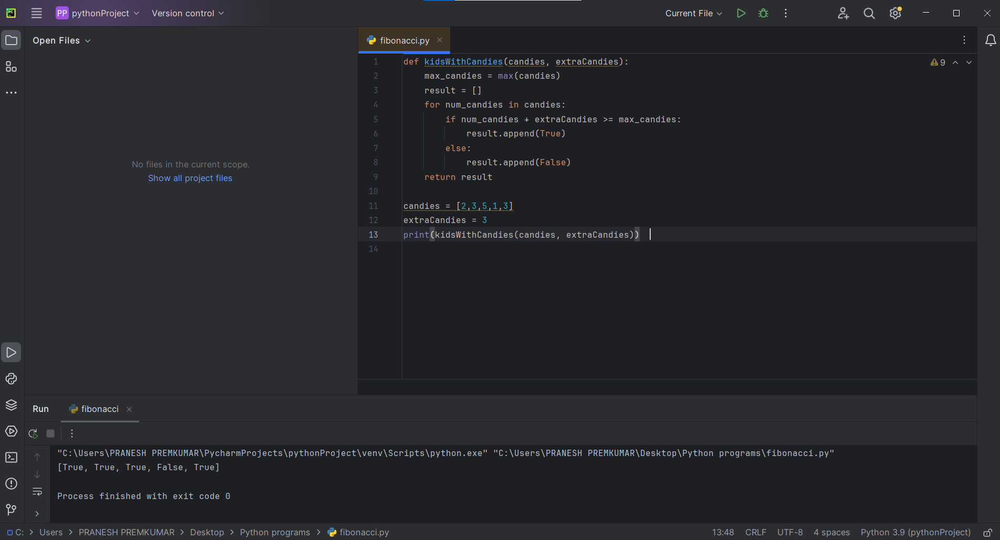 PC
PP pythonProject Version control Current File
Open Files
fibonacci.py
No files in the current scope.
Show all project files
9
1 def kidsWithCandies(candies, extraCandies):
2     max_candies = max(candies)
3     result = []
4     for num_candies in candies:
5         if num_candies + extraCandies >= max_candies:
6             result.append(True)
7         else:
8             result.append(False)
9     return result
10
11 candies = [2,3,5,1,3]
12 extraCandies = 3
13 print(kidsWithCandies(candies, extraCandies))
14
Run fibonacci
"C:\Users\PRANESH PREMKUMAR\PycharmProjects\pythonProject\venv\Scripts\python.exe" "C:\Users\PRANESH PREMKUMAR\Desktop\Python programs\fibonacci.py"
[True, True, True, False, True]
Process finished with exit code 0
C: > Users > PRANESH PREMKUMAR > Desktop > Python programs > fibonacci.py 13:48 CRLF UTF-8 4 spaces Python 3.9 (pythonProject)